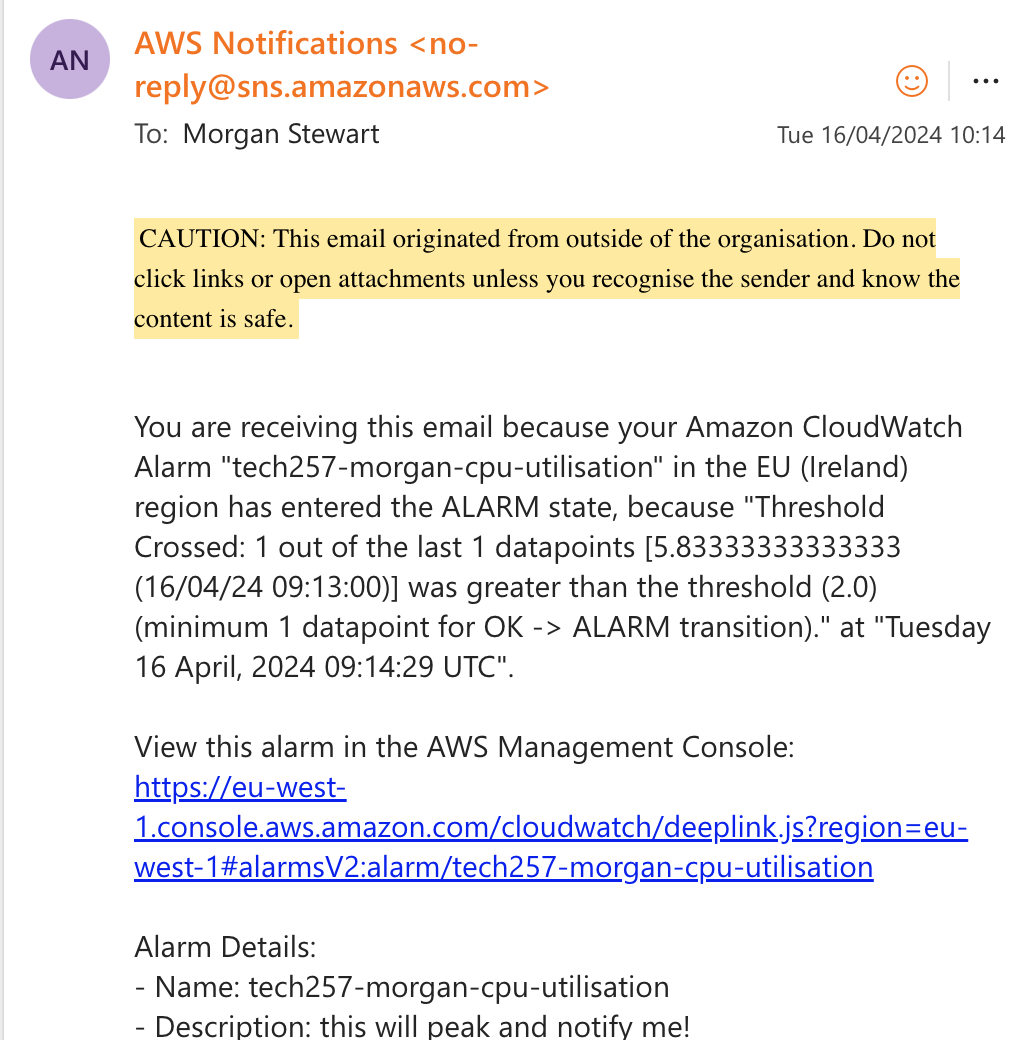 AN
AWS Notifications <no-
reply@sns.amazonaws.com>
To: Morgan Stewart
Tue 16/04/2024 10:14
CAUTION: This email originated from outside of the organisation. Do not
click links or open attachments unless you recognise the sender and know the
content is safe.
You are receiving this email because your Amazon CloudWatch
Alarm "tech257-morgan-cpu-utilisation" in the EU (Ireland)
region has entered the ALARM state, because "Threshold
Crossed: 1 out of the last 1 datapoints [5.83333333333333
(16/04/24 09:13:00)] was greater than the threshold (2.0)
(minimum 1 datapoint for OK -> ALARM transition)." at "Tuesday
16 April, 2024 09:14:29 UTC".
View this alarm in the AWS Management Console:
https://eu-west-
1.console.aws.amazon.com/cloudwatch/deeplink.js?region=eu-
west-1#alarmsV2:alarm/tech257-morgan-cpu-utilisation
Alarm Details:
- Name: tech257-morgan-cpu-utilisation
- Description: this will peak and notify me!